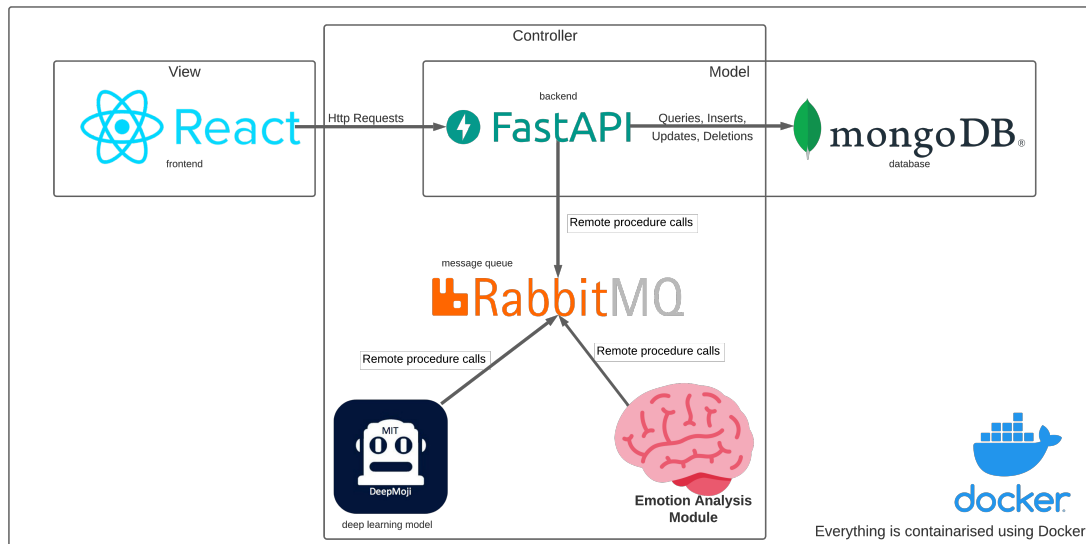 Controller
View
Model
React
frontend
Http Requests
backend
FastAPI
Queries, Inserts,
Updates, Deletions
mongoDB®
database
Remote procedure calls
message queue
RabbitMQ
Remote procedure calls
Remote procedure calls
MIT
DeepMoji
deep learning model
Emotion Analysis
Module
docker
Everything is containarised using Docker